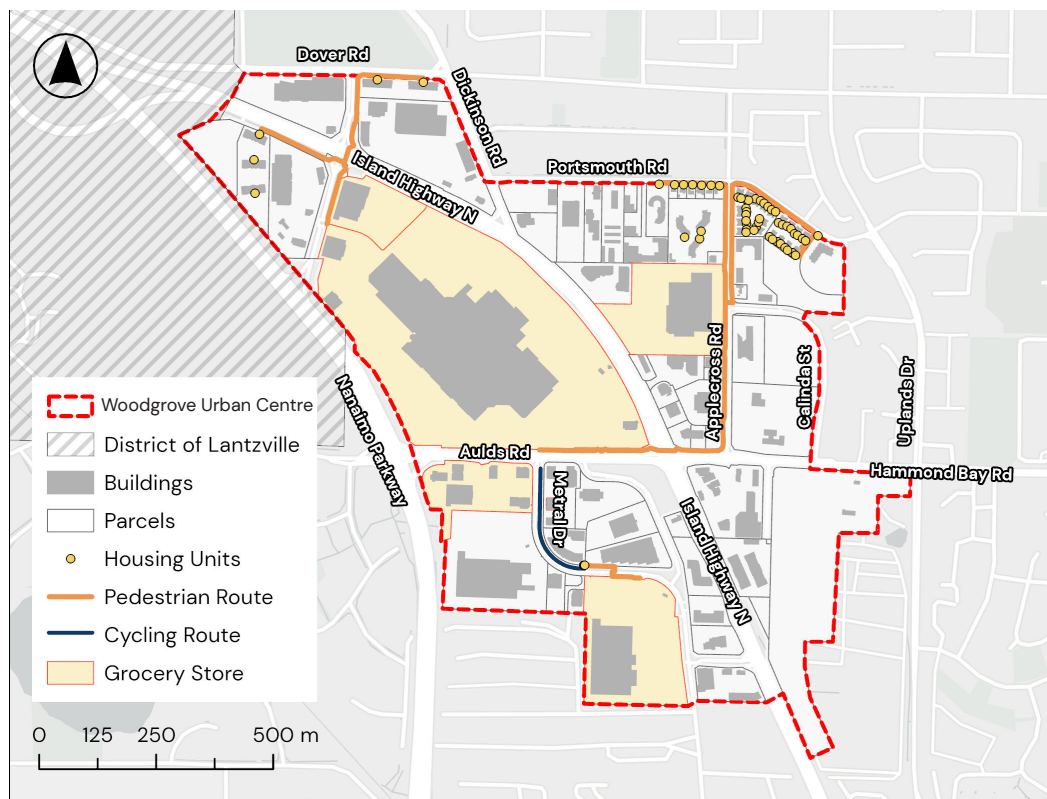 Dover Rd
Dickinson Rd
Portsmouth Rd
Island Highway N
Applecross Rd
Calinda St
Uplands Dr
Nanaimo Parkway
Aulds Rd
Hammond Bay Rd
Metral Dr
Island Highway N
Woodgrove Urban Centre
District of Lantzville
Buildings
Parcels
Housing Units
Pedestrian Route
Cycling Route
Grocery Store
0 125 250 500 m